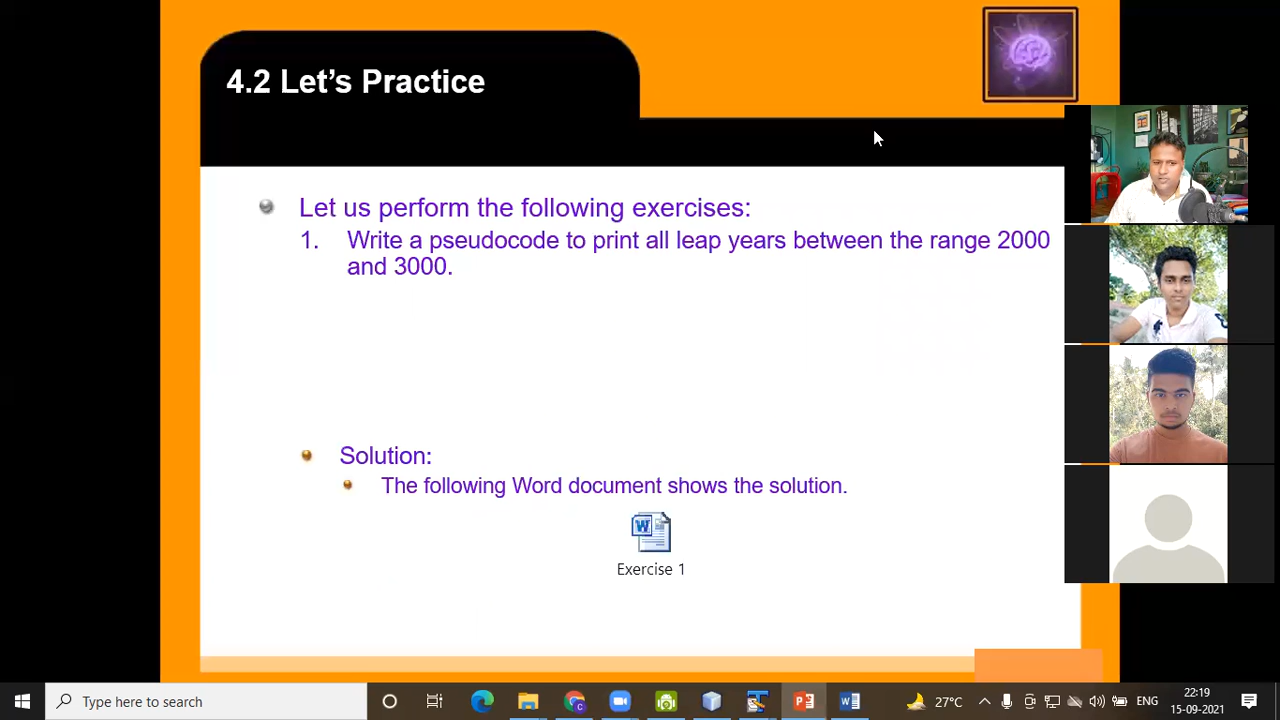 4.2 Let's Practice
Let us perform the following exercises:
1. Write a pseudocode to print all leap years between the range 2000
and 3000.
Solution:
The following Word document shows the solution.
W
Exercise 1
Type here to search
27°C
ENG
22:19
15-09-2021